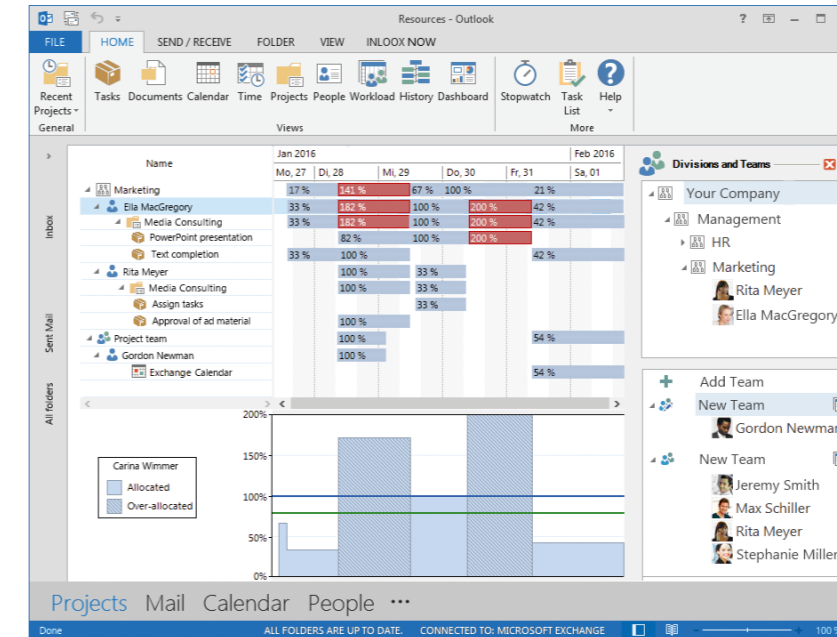 Resources - Outlook
FILE HOME SEND / RECEIVE FOLDER VIEW INLOOX NOW
Recent Projects
Tasks Documents Calendar Time Projects People Workload History Dashboard Stopwatch Task List Help
General Views More
Inbox
Sent Mail
All folders
Name
Jan 2016 Feb 2016
Mo, 27 Di, 28 Mi, 29 Do, 30 Fr, 31 Sa, 01
Marketing 17 % 141 % 67 % 100 % 21 %
Ella MacGregory 33 % 182 % 100 % 200 % 42 %
Media Consulting 33 % 182 % 100 % 200 % 42 %
PowerPoint presentation 82 % 100 % 200 %
Text completion 33 % 100 % 42 %
Rita Meyer 100 % 33 %
Media Consulting 100 % 33 %
Assign tasks 33 %
Approval of ad material 100 %
Project team 100 % 54 %
Gordon Newman 100 %
Exchange Calendar 54 %
200%
150%
100%
50%
0%
Carina Wimmer
Allocated
Over-allocated
Divisions and Teams
Your Company
Management
HR
Marketing
Rita Meyer
Ella MacGregory
Add Team
New Team
Gordon Newman
New Team
Jeremy Smith
Max Schiller
Rita Meyer
Stephanie Miller
Projects Mail Calendar People
Done ALL FOLDERS ARE UP TO DATE. CONNECTED TO: MICROSOFT EXCHANGE 100 %